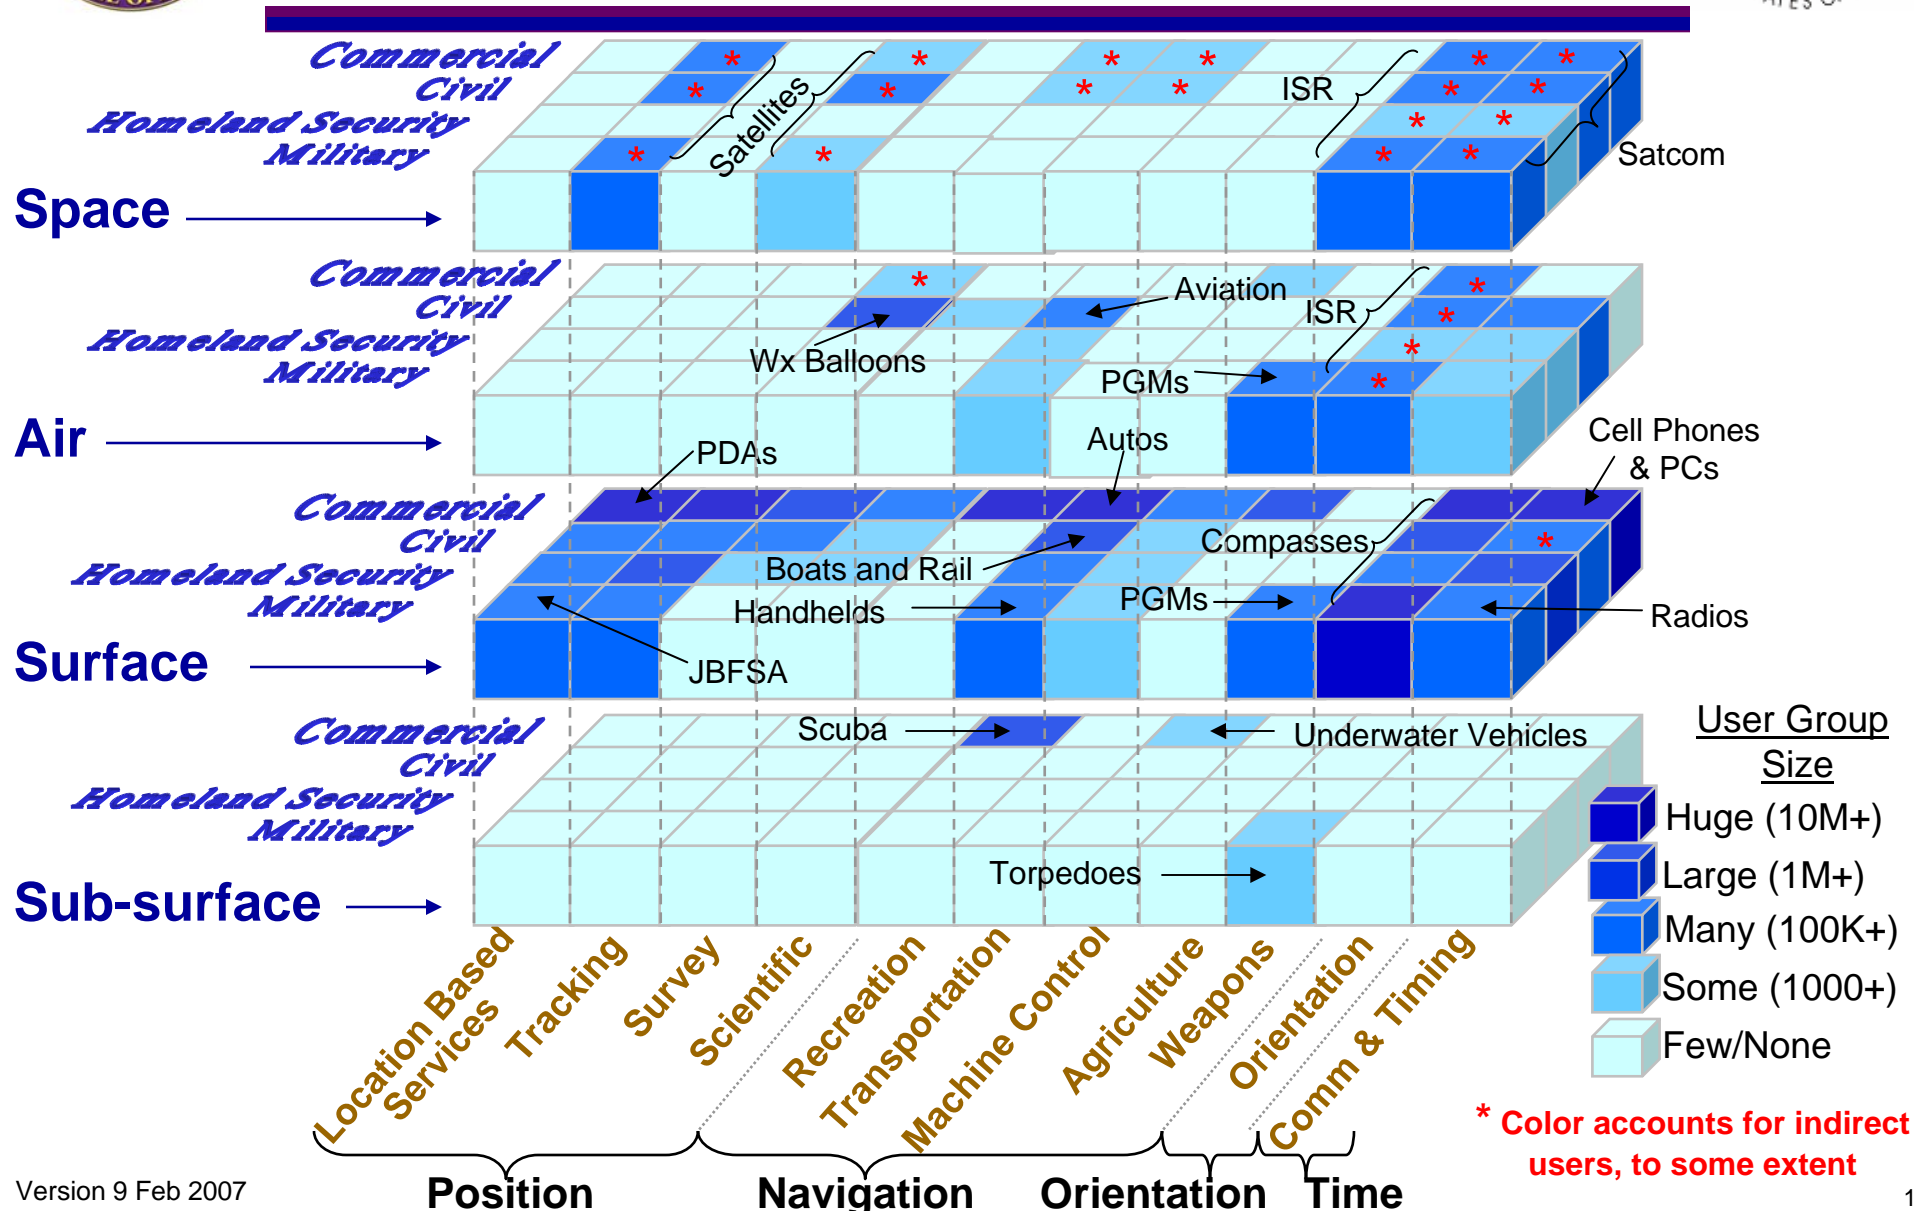 Commercial
Civil
Homeland Security
Military
Space
Satellites
ISR
Satcom
Commercial
Civil
Homeland Security
Military
Air
Wx Balloons
Aviation
ISR
PGMs
PDAs
Autos
Cell Phones
& PCs
Commercial
Civil
Homeland Security
Military
Surface
Boats and Rail
Handhelds
JBFSA
Compasses
PGMs
Radios
Commercial
Civil
Homeland Security
Military
Sub-surface
Scuba
Underwater Vehicles
Torpedoes
User Group
Size
Huge (10M+)
Large (1M+)
Many (100K+)
Some (1000+)
Few/None
Location Based
Services
Tracking
Survey
Scientific
Recreation
Transportation
Machine Control
Agriculture
Weapons
Orientation
Comm & Timing
* Color accounts for indirect
users, to some extent
Position
Navigation
Orientation
Time
Version 9 Feb 2007
1